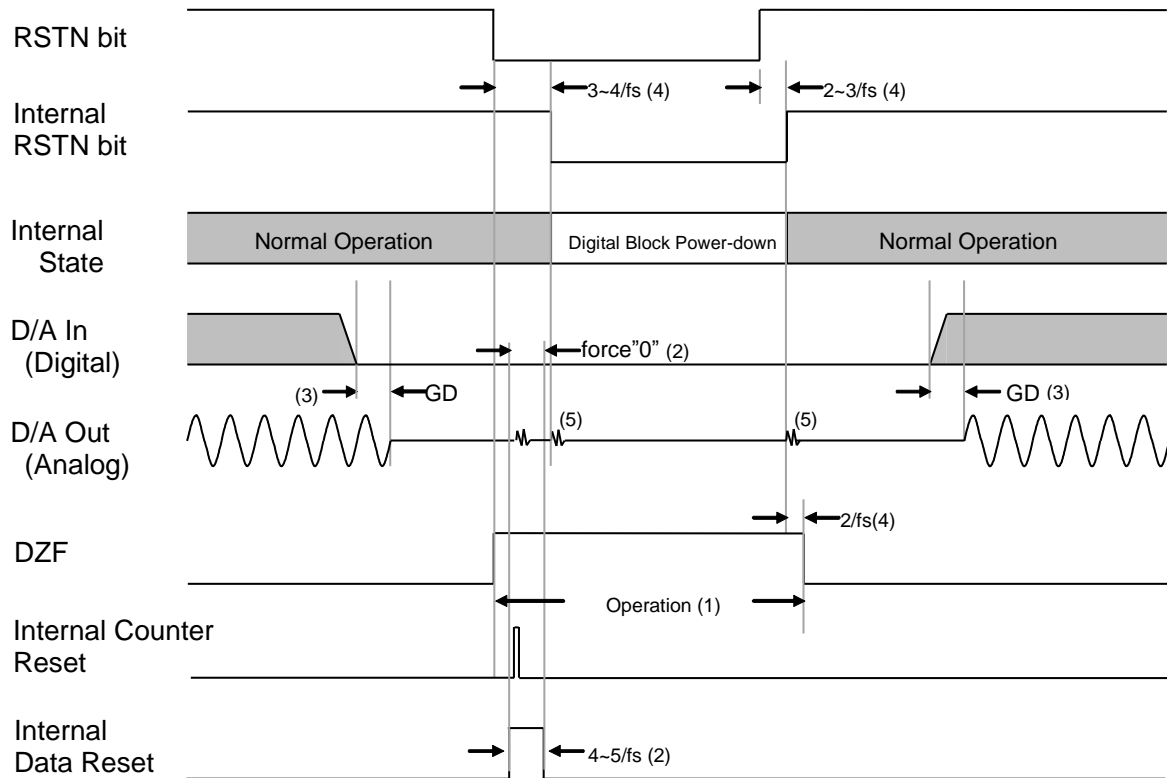 RSTN bit
3~4/fs (4)
2~3/fs (4)
Internal
RSTN bit
Internal
State
Normal Operation
Digital Block Power-down
Normal Operation
D/A In
(Digital)
force”0” (2)
(3)
GD
GD (3)
D/A Out
(Analog)
(5)
(5)
2/fs(4)
DZF
Operation (1)
Internal Counter
Reset
Internal
Data Reset
4~5/fs (2)